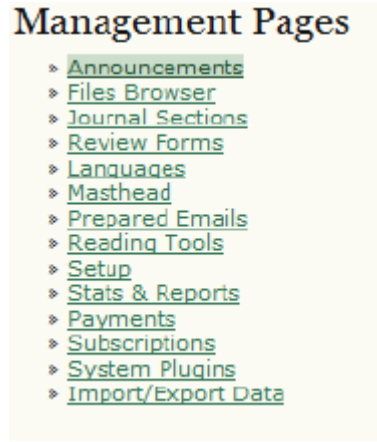 Management Pages
» Announcements
» Files Browser
» Journal Sections
» Review Forms
» Languages
» Masthead
» Prepared Emails
» Reading Tools
» Setup
» Stats & Reports
» Payments
» Subscriptions
» System Plugins
» Import/Export Data